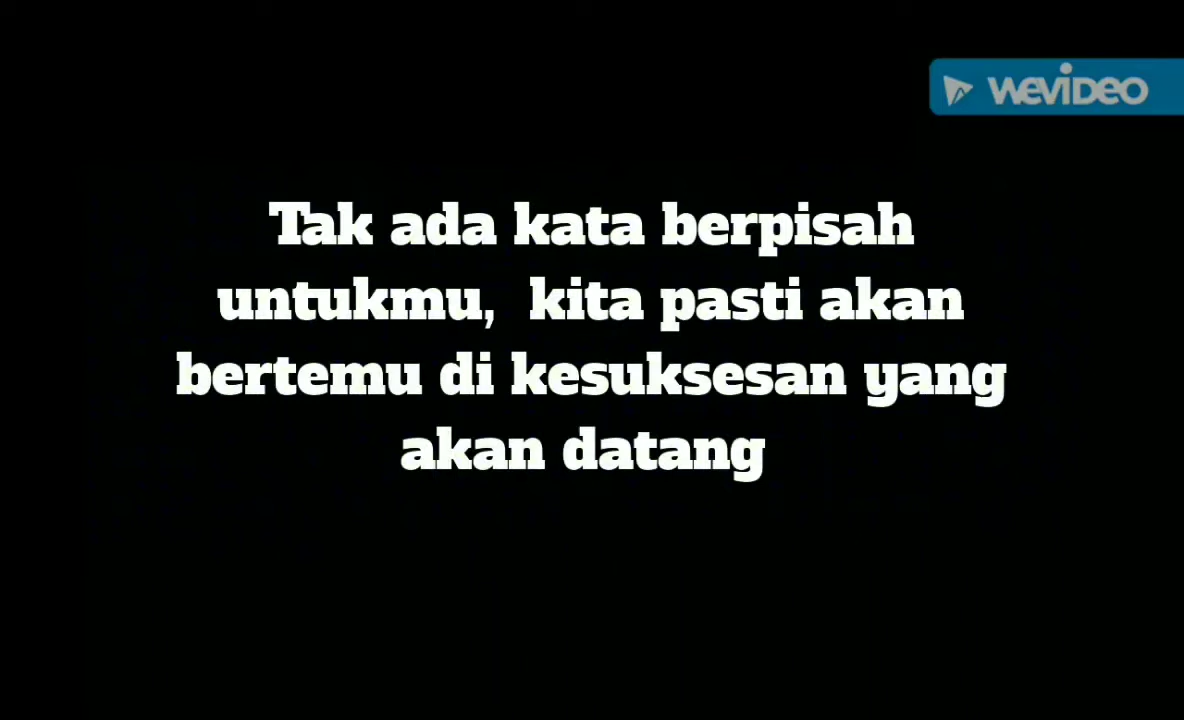 WEVIDEO
Tak ada kata berpisah
untukmu,  kita pasti akan
bertemu di kesuksesan yang
akan datang